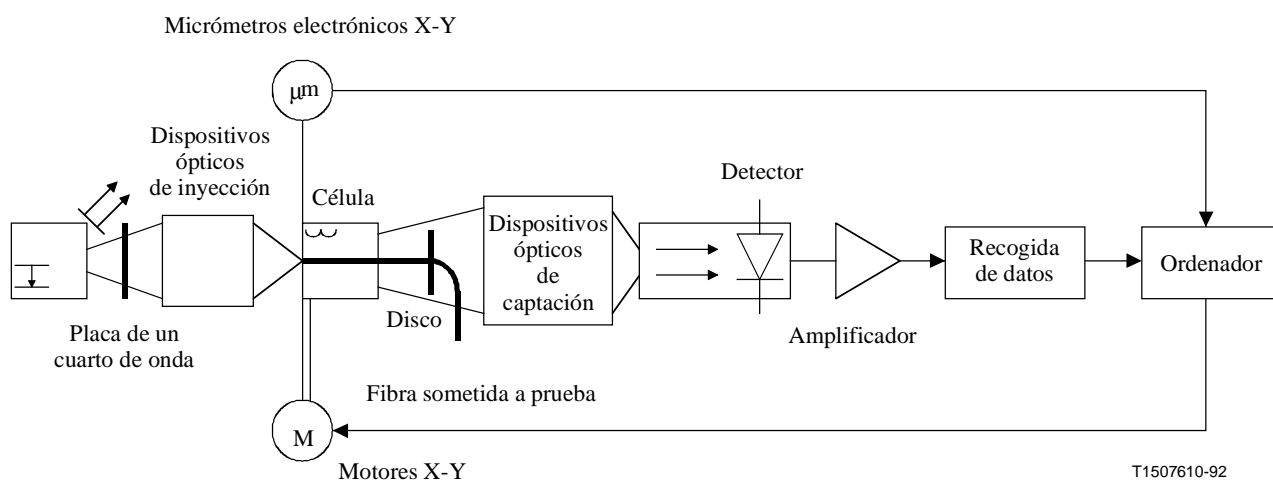 Micrómetros electrónicos X-Y
µm
Dispositivos
ópticos
de inyección
Célula
Detector
Dispositivos
ópticos
de
captación
Recogida
de datos
Ordenador
Placa de un
cuarto de onda
Disco
Amplificador
Fibra sometida a prueba
M
Motores X-Y
T1507610-92